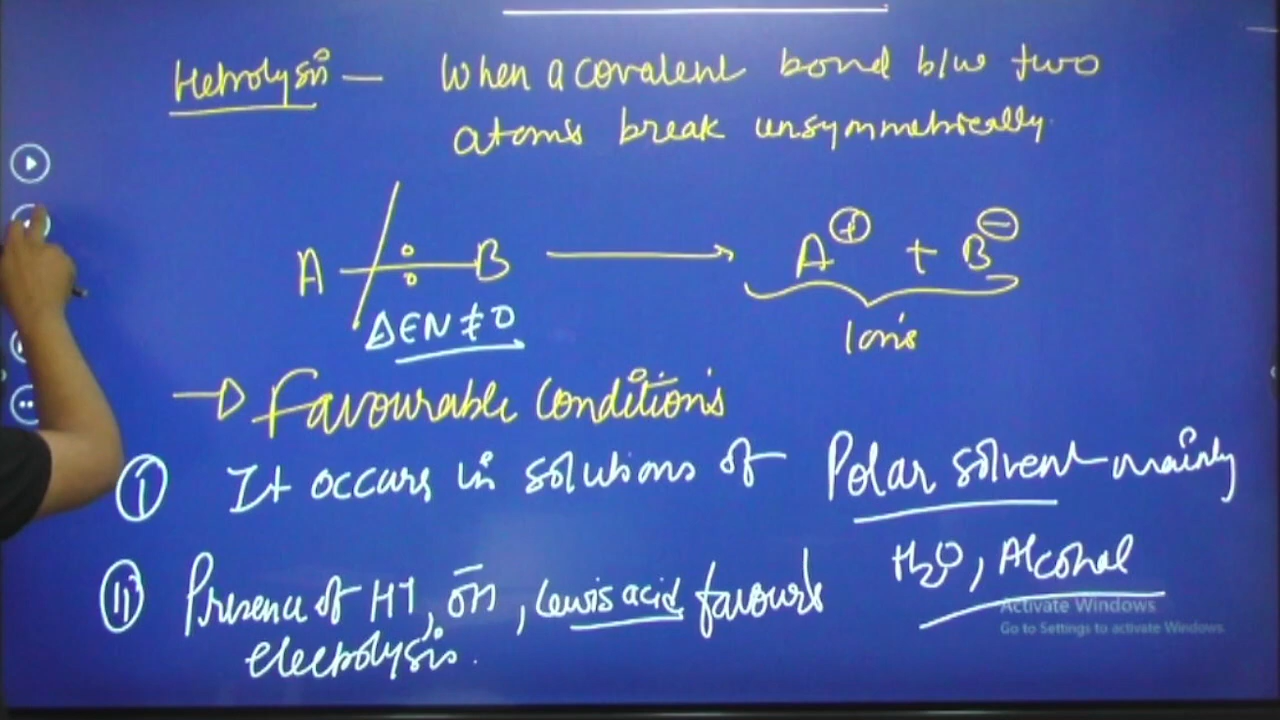 Hetrolysis — When a covalent bond b/w two
atoms break unsymmetrically.
A : B → A⊕ + B⊖
ΔEN ≠ 0
Ions
→ Favourable Conditions
(i) It occurs in solutions of Polar solvent mainly
H2O, Alcohol
(ii) Presence of H+, OH, Lewis acid favours
electrolysis.
Activate Windows
Go to Settings to activate Windows.